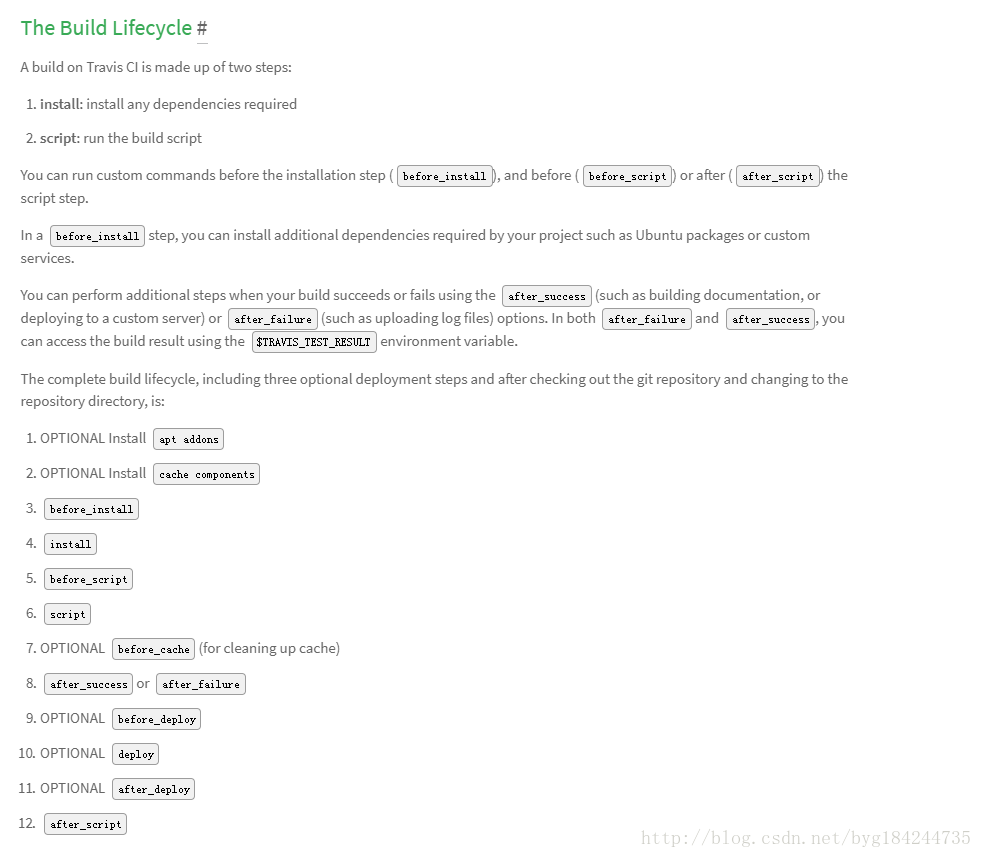 The Build Lifecycle #
A build on Travis CI is made up of two steps:
1. install: install any dependencies required
2. script: run the build script
You can run custom commands before the installation step ( before_install), and before ( before_script) or after ( after_script) the
script step.
In a before_install step, you can install additional dependencies required by your project such as Ubuntu packages or custom
services.
You can perform additional steps when your build succeeds or fails using the after_success (such as building documentation, or
deploying to a custom server) or after_failure (such as uploading log files) options. In both after_failure and after_success, you
can access the build result using the $TRAVIS_TEST_RESULT environment variable.
The complete build lifecycle, including three optional deployment steps and after checking out the git repository and changing to the
repository directory, is:
1. OPTIONAL Install apt addons
2. OPTIONAL Install cache components
3. before_install
4. install
5. before_script
6. script
7. OPTIONAL before_cache (for cleaning up cache)
8. after_success or after_failure
9. OPTIONAL before_deploy
10. OPTIONAL deploy
11. OPTIONAL after_deploy
12. after_script
http://blog.csdn.net/byg184244735